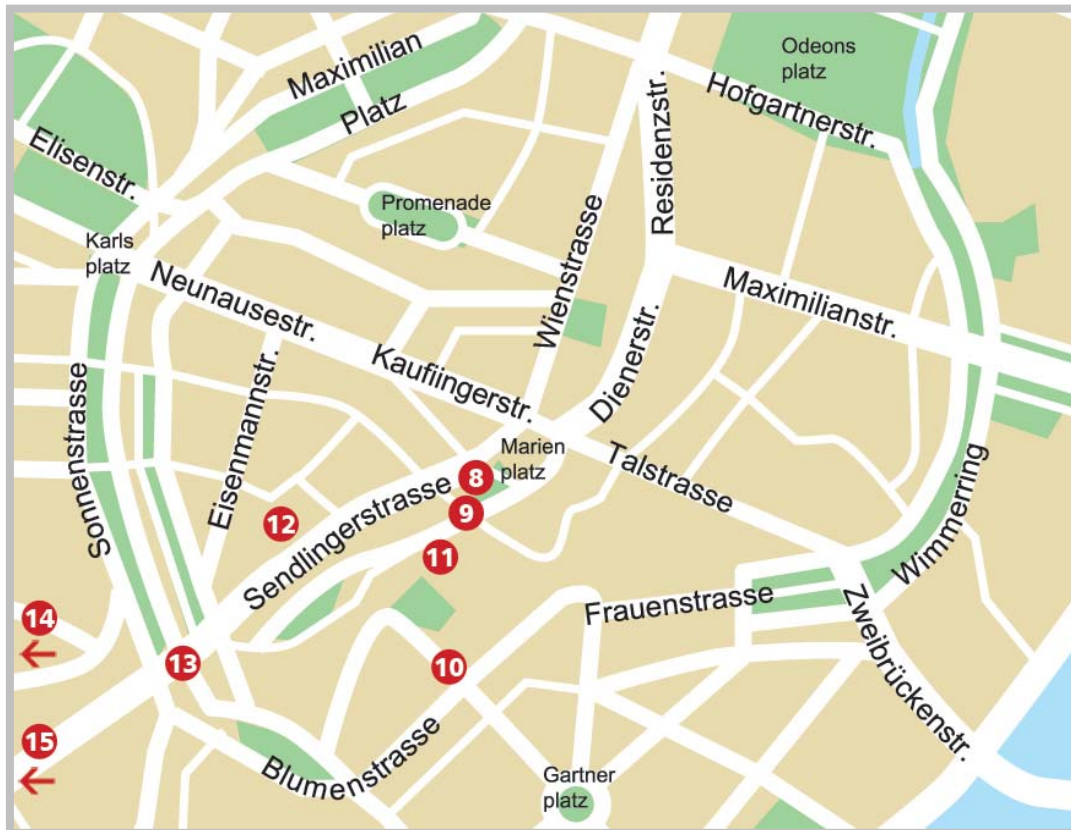 Odeons
platz
Maximilian
Platz
Hofgartnerstr.
Elisenstr.
Residenzstr.
Promenade
platz
Karls
platz
Wienstrasse
Neunausestr.
Maximilianstr.
Kaufiingerstr.
Dienerstr.
Sonnenstrasse
Eisenmannstr.
Marien
platz
Talstrasse
8
Sendlingerstrasse
9
12
11
Wimmerring
Frauenstrasse
Zweibrückenstr.
14
13
10
15
Blumenstrasse
Gartner
platz